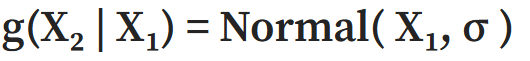 g(X₂ | X₁) = Normal( X₁, σ )